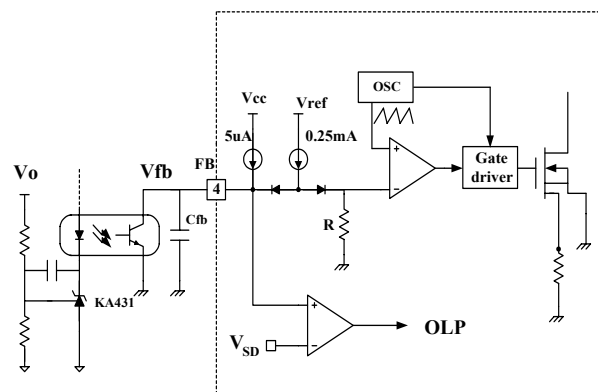 OSC
Vcc
Vref
5uA
0.25mA
Vo
Vfb
FB
4
+
−
Gate
driver
Cfb
R
KA431
+
−
VSD
OLP